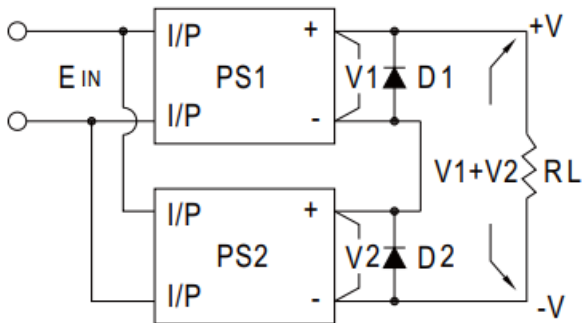 I/P + +V
E IN PS1 V1 D1
I/P -
V1+V2 RL
I/P +
PS2 V2 D2
I/P - -V